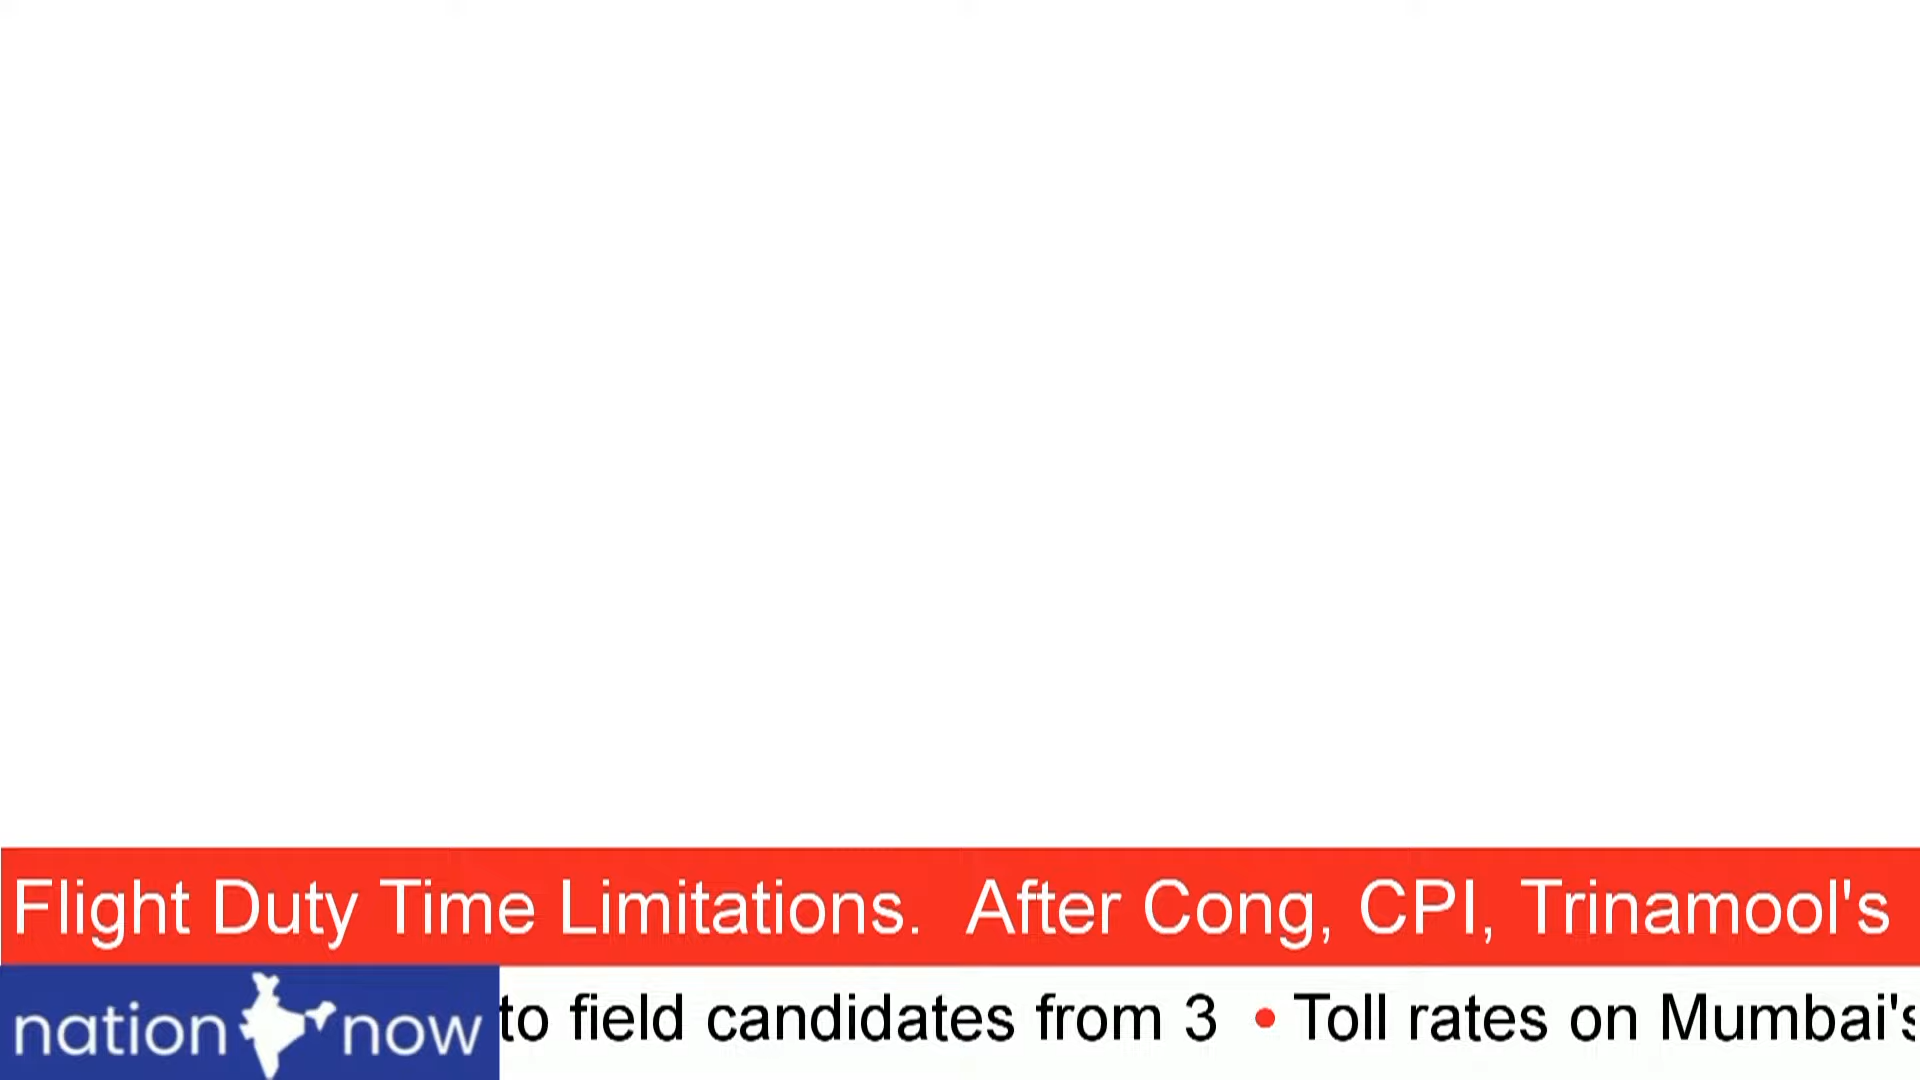 Flight Duty Time Limitations. After Cong, CPI, Trinamool's
nation now to field candidates from 3 • Toll rates on Mumbai's